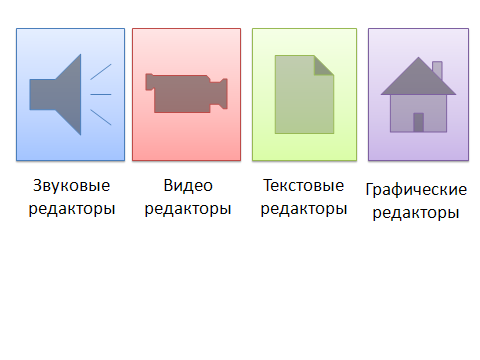 Звуковые
редакторы
Видео
редакторы
Текстовые
редакторы
Графические
редакторы